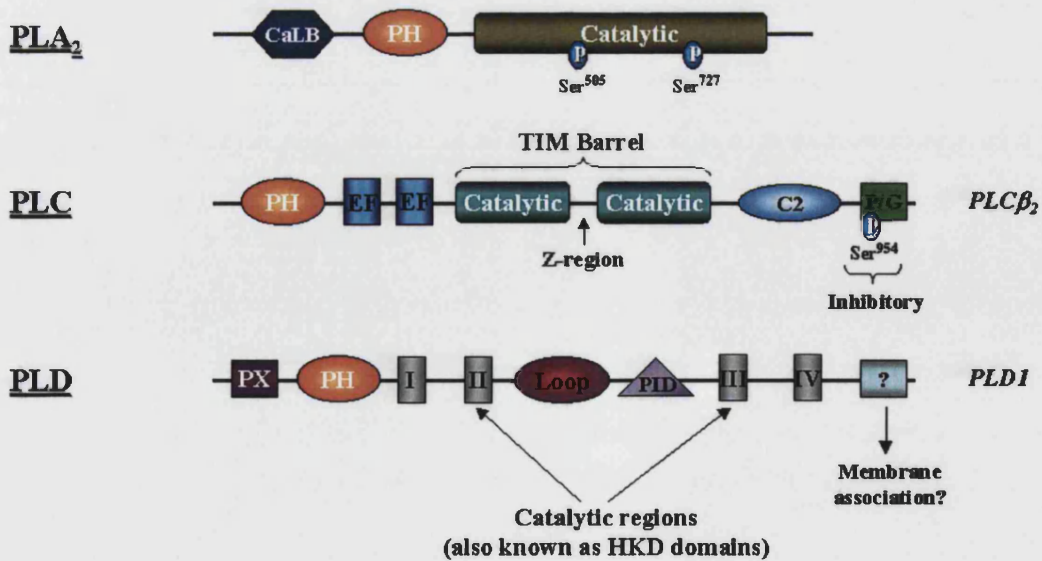 PLA₂
CaLB PH Catalytic
P P
Ser⁵⁰⁵ Ser⁷²⁷
TIM Barrel
PLC PH EF EF Catalytic Catalytic C2 P/G PLCβ₂
P
Z-region
Ser⁹⁵⁴
Inhibitory
PLD PX PH I II Loop PID III IV ? PLD1
Membrane
association?
Catalytic regions
(also known as HKD domains)